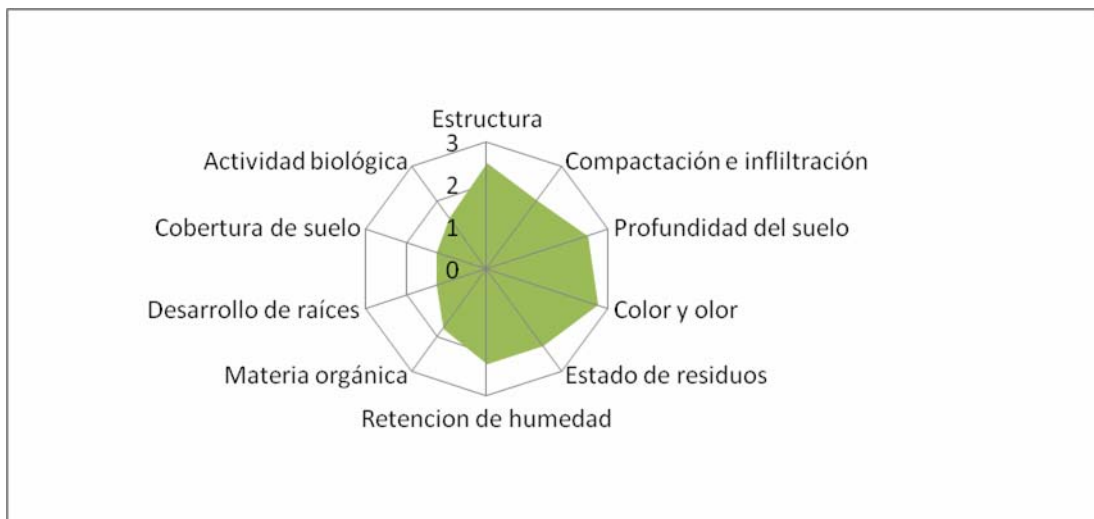 Estructura
3
Actividad biológica
Compactación e infliltración
2
Cobertura de suelo
1
Profundidad del suelo
0
Desarrollo de raíces
Color y olor
Materia orgánica
Estado de residuos
Retencion de humedad